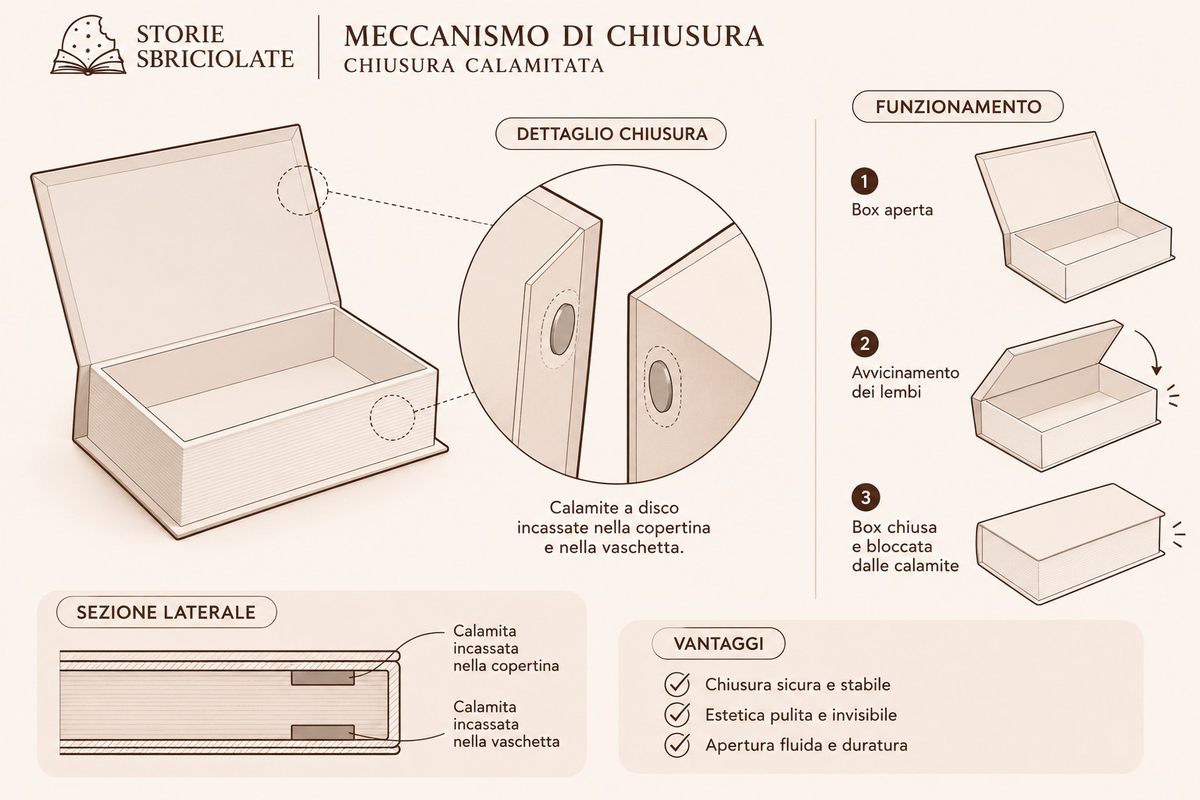 STORIE
SBRICIOLATE
MECCANISMO DI CHIUSURA
CHIUSURA CALAMITATA
DETTAGLIO CHIUSURA
Calamite a disco
incassate nella copertina
e nella vaschetta.
FUNZIONAMENTO
1
Box aperta
2
Avvicinamento
dei lembi
3
Box chiusa
e bloccata
dalle calamite
SEZIONE LATERALE
Calamita
incassata
nella copertina
Calamita
incassata
nella vaschetta
VANTAGGI
Chiusura sicura e stabile
Estetica pulita e invisibile
Apertura fluida e duratura